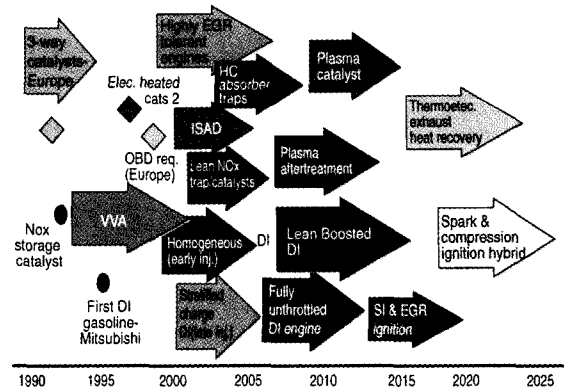 3-way
catalysts-
Europe
Highly EGR
tolerant
engines
Elec. heated
cats 2
HC
absorber
traps
Plasma
catalyst
ISAD
OBD req.
(Europe)
Lean NOx
trap/catalysts
Plasma
aftertreatment
Thermoetec.
exhaust
heat recovery
Nox
storage
catalyst
VVA
Homogeneous
(early inj.)
DI
Lean Boosted
DI
Spark &
compression
ignition hybrid
First DI
gasoline-
Mitsubishi
Stratified
charge
Fully
unthrottled
DI engine
SI & EGR
ignition
1990 1995 2000 2005 2010 2015 2020 2025